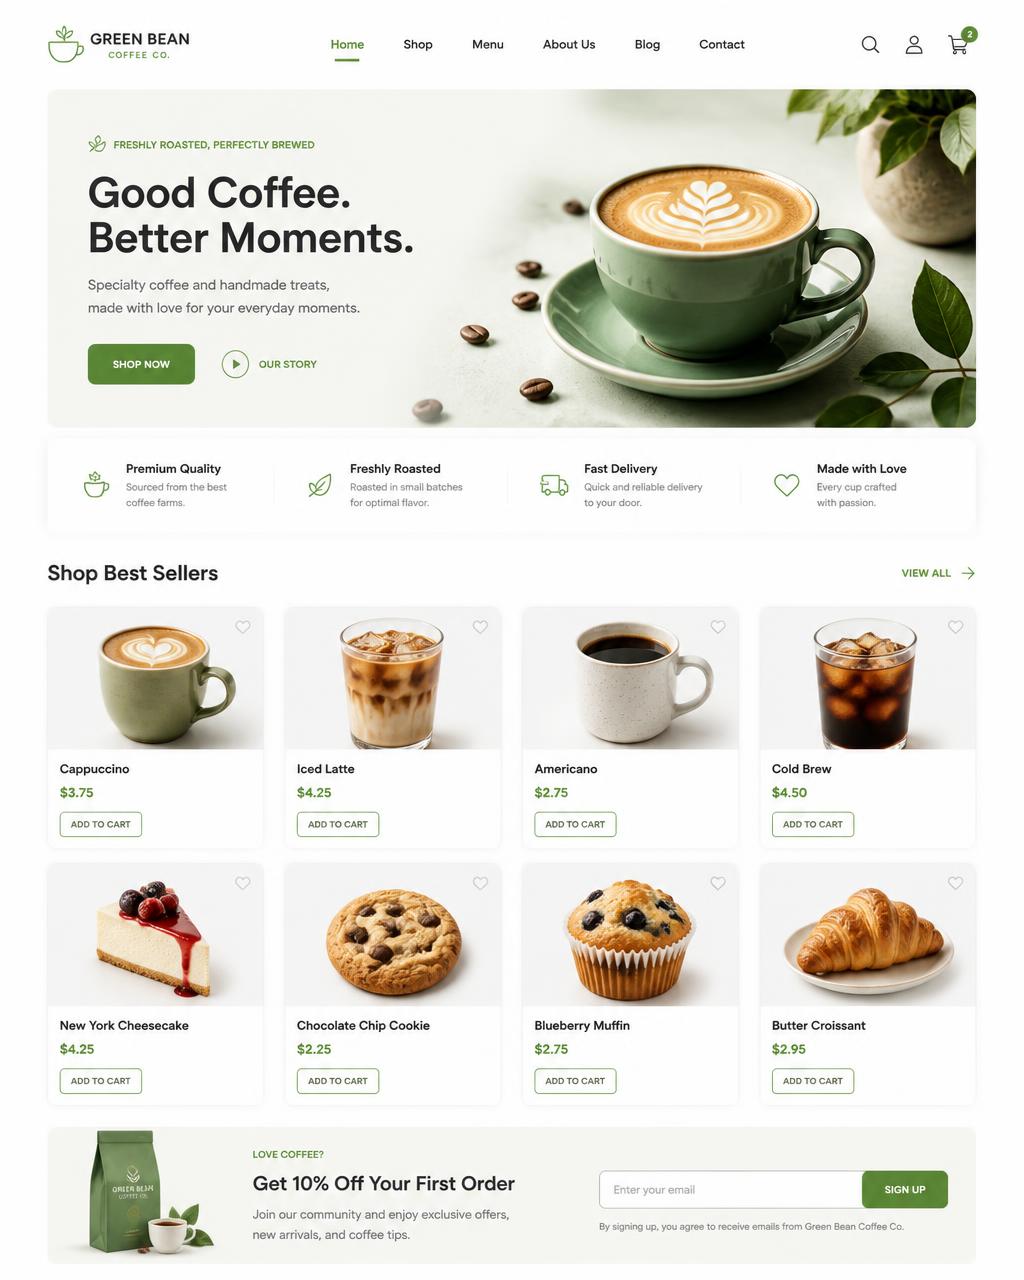 GREEN BEAN
COFFEE CO.
Home
Shop
Menu
About Us
Blog
Contact
2
FRESHLY ROASTED, PERFECTLY BREWED
Good Coffee.
Better Moments.
Specialty coffee and handmade treats,
made with love for your everyday moments.
SHOP NOW
OUR STORY
Premium Quality
Sourced from the best
coffee farms.
Freshly Roasted
Roasted in small batches
for optimal flavor.
Fast Delivery
Quick and reliable delivery
to your door.
Made with Love
Every cup crafted
with passion.
Shop Best Sellers
VIEW ALL
Cappuccino
$3.75
ADD TO CART
Iced Latte
$4.25
ADD TO CART
Americano
$2.75
ADD TO CART
Cold Brew
$4.50
ADD TO CART
New York Cheesecake
$4.25
ADD TO CART
Chocolate Chip Cookie
$2.25
ADD TO CART
Blueberry Muffin
$2.75
ADD TO CART
Butter Croissant
$2.95
ADD TO CART
GREEN BEAN
COFFEE CO.
LOVE COFFEE?
Get 10% Off Your First Order
Join our community and enjoy exclusive offers,
new arrivals, and coffee tips.
Enter your email
SIGN UP
By signing up, you agree to receive emails from Green Bean Coffee Co.